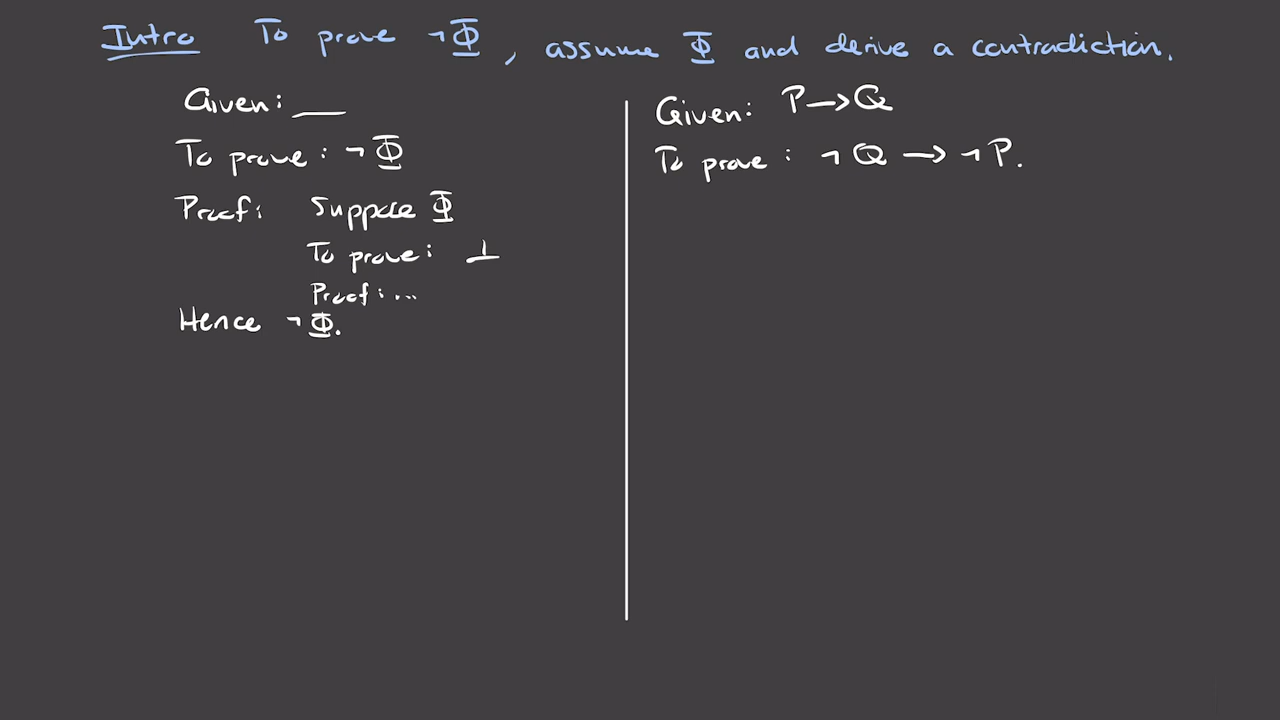 Intro To prove ¬Φ, assume Φ and derive a contradiction.
Given: __
To prove: ¬Φ
Proof: Suppose Φ
To prove: ⊥
Proof: ...
Hence ¬Φ.
Given: P→Q
To prove: ¬Q → ¬P.